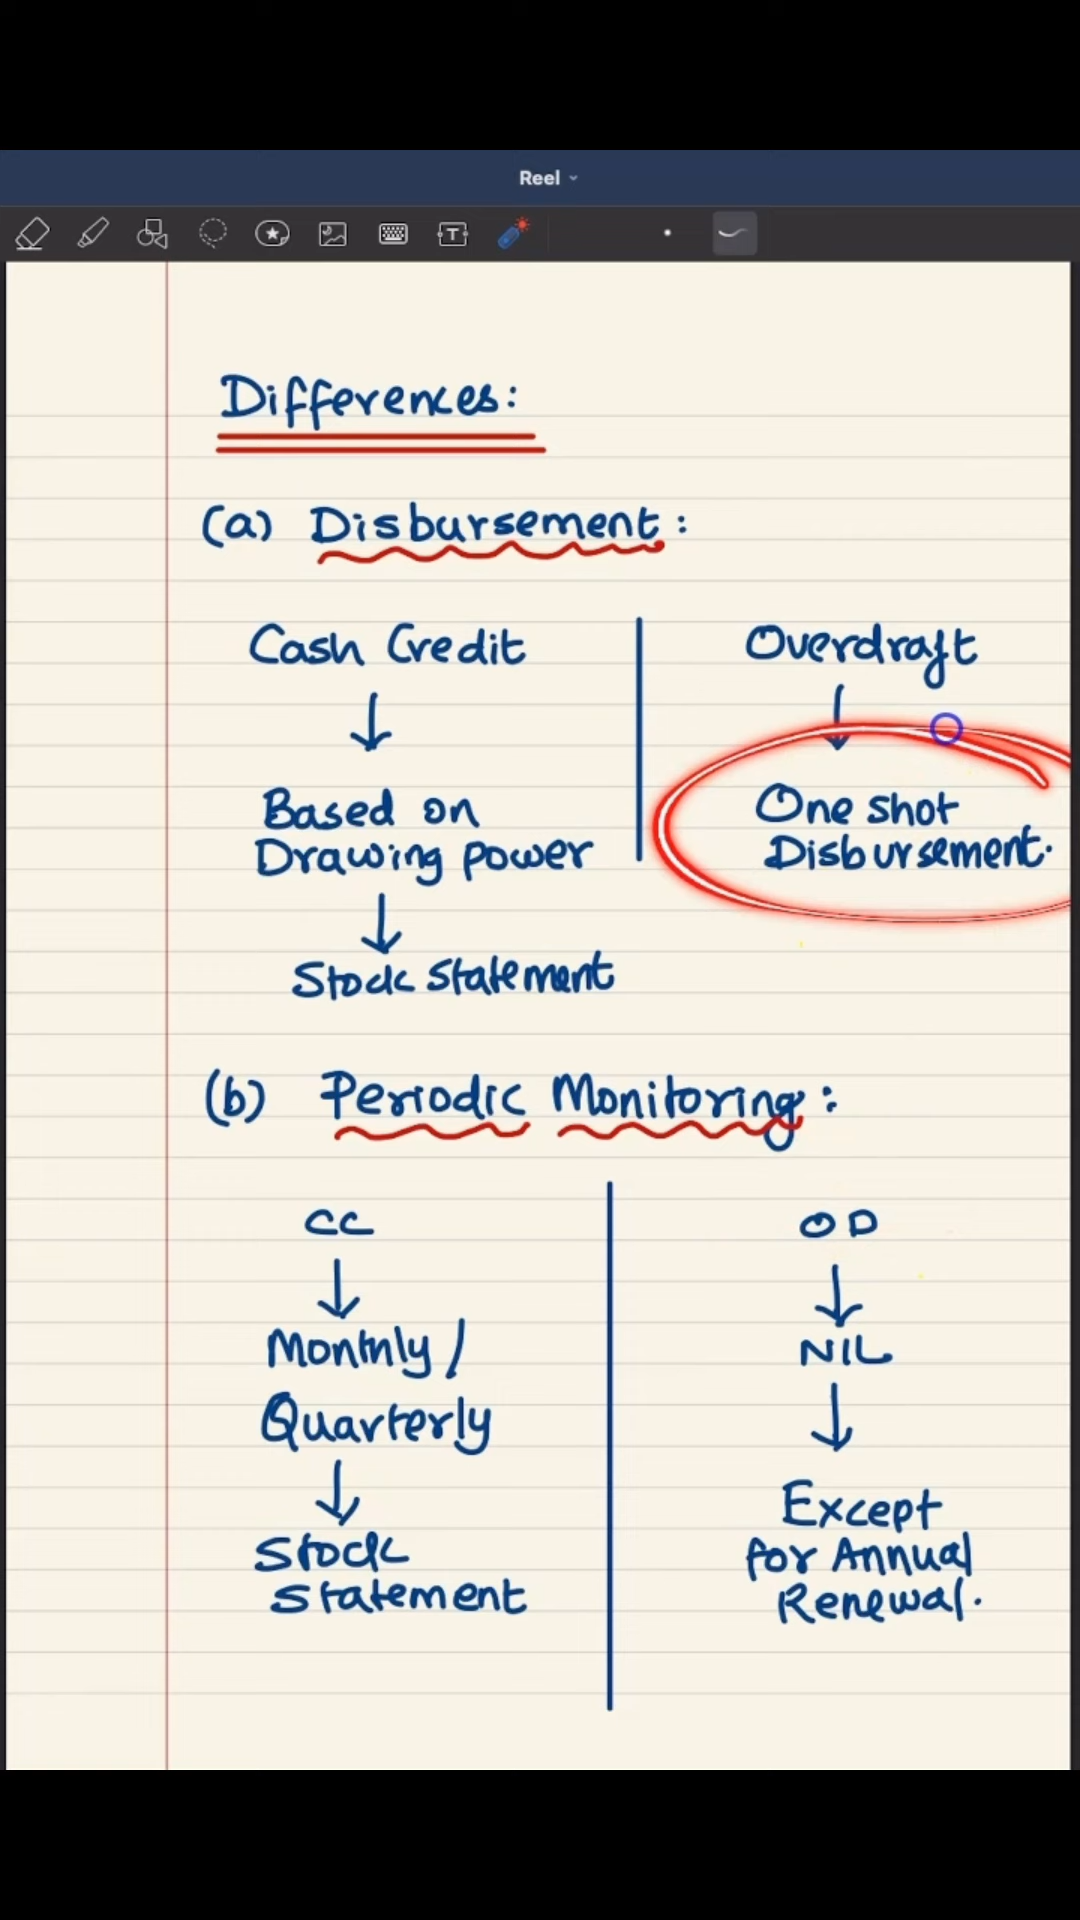 Reel
Differences:
(a) Disbursement:
Cash Credit
Based on
Drawing power
Stock statement
Overdraft
One shot
Disbursement.
(b) Periodic Monitoring:
CC
Monthly/
Quarterly
Stock
Statement
OD
NIL
Except
for Annual
Renewal.